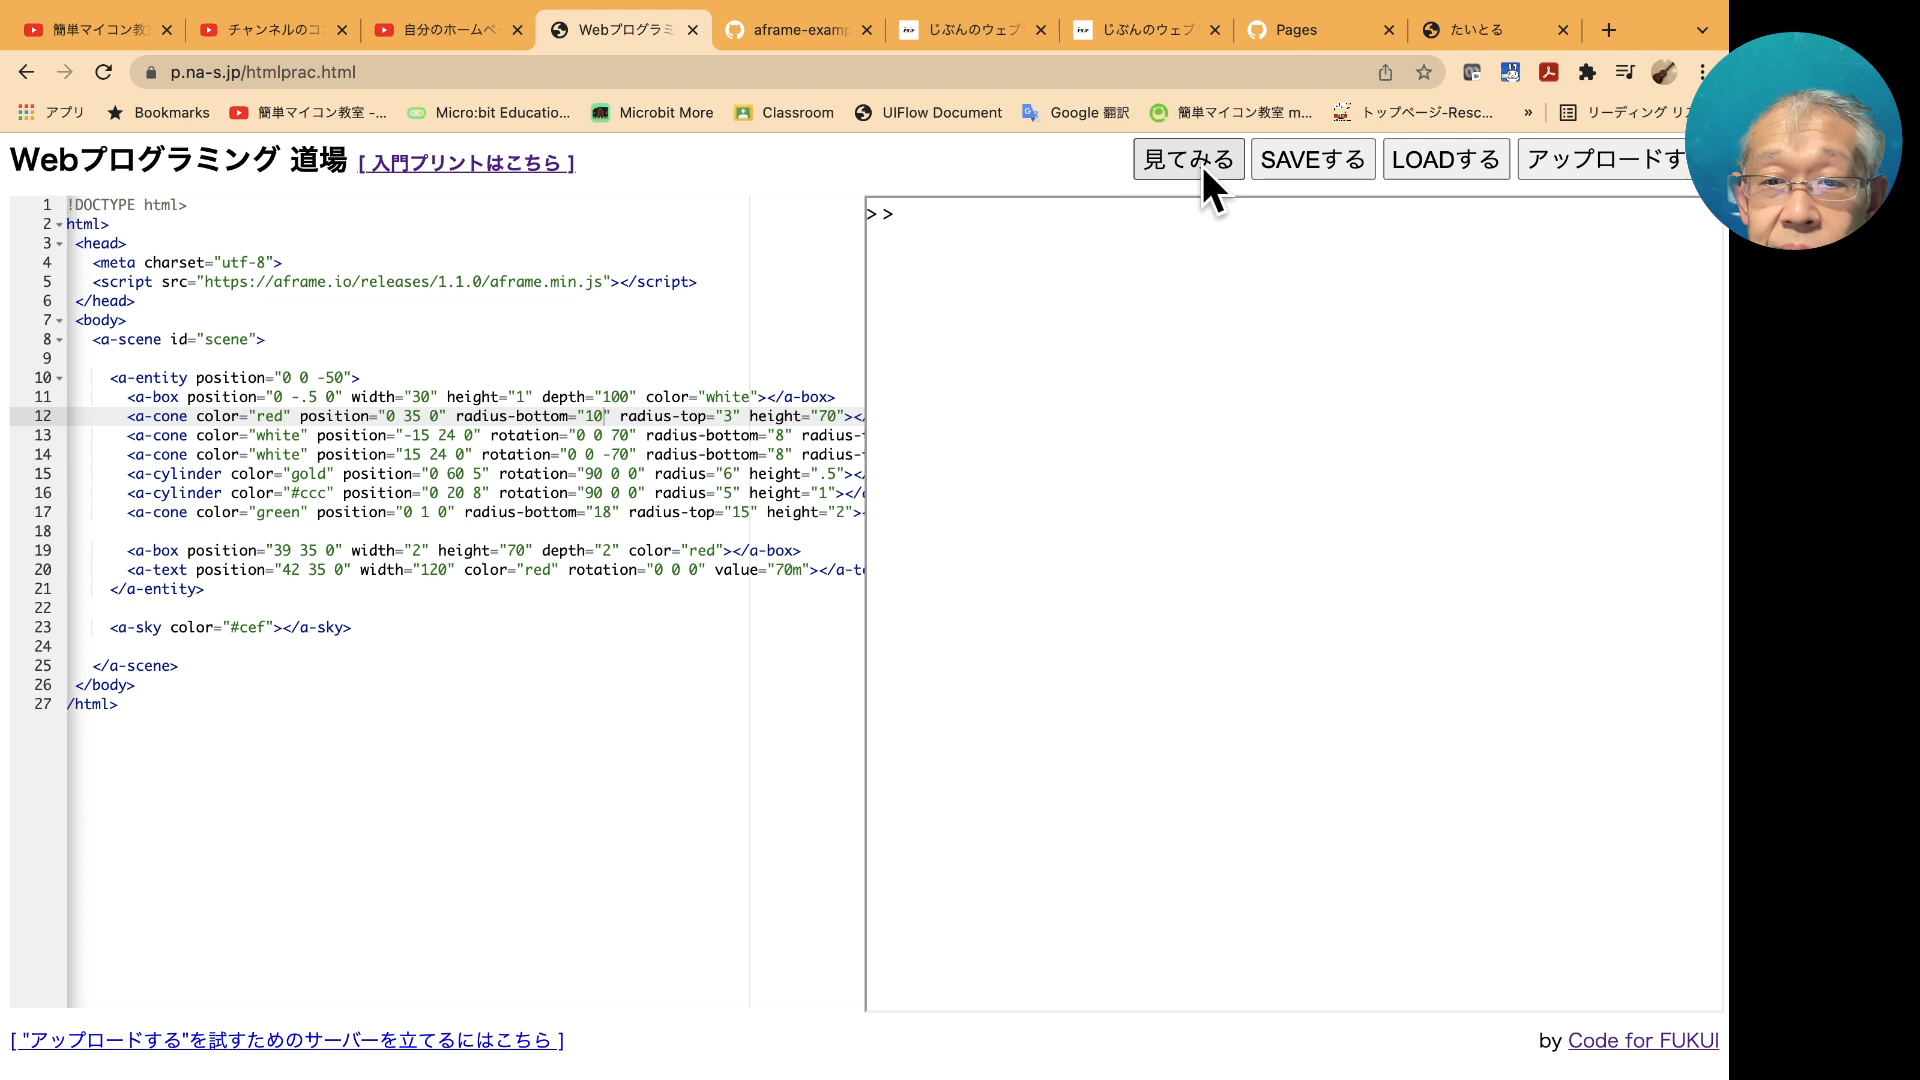 簡単マイコン教
チャンネルのコ
自分のホームペー
Webプログラミ
aframe-examp
じぶんのウェブ
じぶんのウェブ
Pages
たいとる
p.na-s.jp/htmlprac.html
アプリ
Bookmarks
簡単マイコン教室 -...
Micro:bit Educatio...
Microbit More
Classroom
UIFlow Document
Google 翻訳
簡単マイコン教室 m...
トップページ-Resc...
»
リーディング リ
Webプログラミング 道場 [ 入門プリントはこちら ]
見てみる
SAVEする
LOADする
アップロードす
1 !DOCTYPE html>
2 html>
3 <head>
4 <meta charset="utf-8">
5 <script src="https://aframe.io/releases/1.1.0/aframe.min.js"></script>
6 </head>
7 <body>
8 <a-scene id="scene">
9
10 <a-entity position="0 0 -50">
11 <a-box position="0 -.5 0" width="30" height="1" depth="100" color="white"></a-box>
12 <a-cone color="red" position="0 35 0" radius-bottom="10" radius-top="3" height="70"></
13 <a-cone color="white" position="-15 24 0" rotation="0 0 70" radius-bottom="8" radius-
14 <a-cone color="white" position="15 24 0" rotation="0 0 -70" radius-bottom="8" radius-
15 <a-cylinder color="gold" position="0 60 5" rotation="90 0 0" radius="6" height=".5"></
16 <a-cylinder color="#ccc" position="0 20 8" rotation="90 0 0" radius="5" height="1"></
17 <a-cone color="green" position="0 1 0" radius-bottom="18" radius-top="15" height="2">
18
19 <a-box position="39 35 0" width="2" height="70" depth="2" color="red"></a-box>
20 <a-text position="42 35 0" width="120" color="red" rotation="0 0 0" value="70m"></a-t
21 </a-entity>
22
23 <a-sky color="#cef"></a-sky>
24
25 </a-scene>
26 </body>
27 /html>
> >
[ "アップロードする"を試すためのサーバーを立てるにはこちら ]
by Code for FUKUI